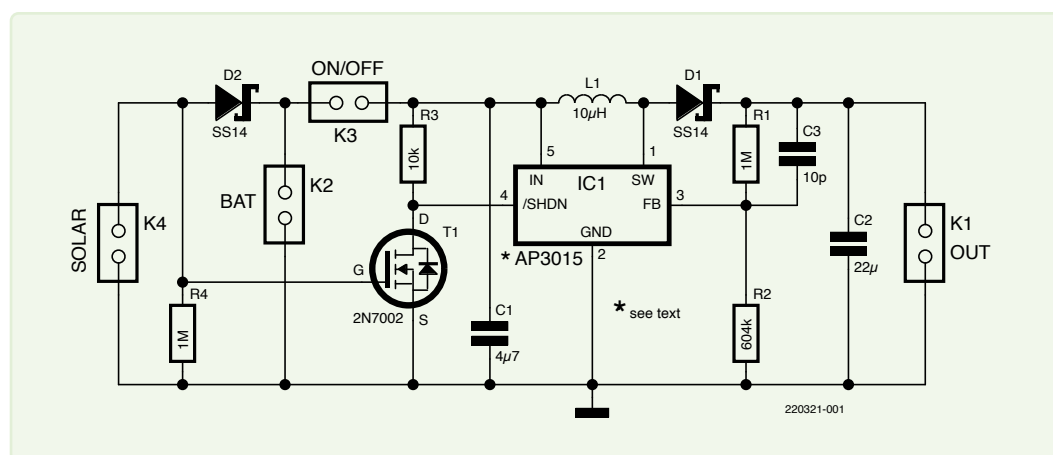 D2
SS14
ON/OFF
K3
R3
10k
L1
10µH
D1
SS14
R1
1M
C3
10p
5
1
IN
IC1
SW
4
/SHDN
FB
3
GND
2
* AP3015
SOLAR
K4
BAT
K2
D
T1
G
2N7002
S
R4
1M
C1
4µ7
* see text
R2
604k
C2
22µ
K1
OUT
220321-001